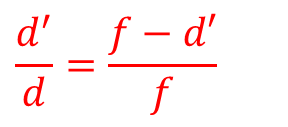 d′/d = (f − d′)/f